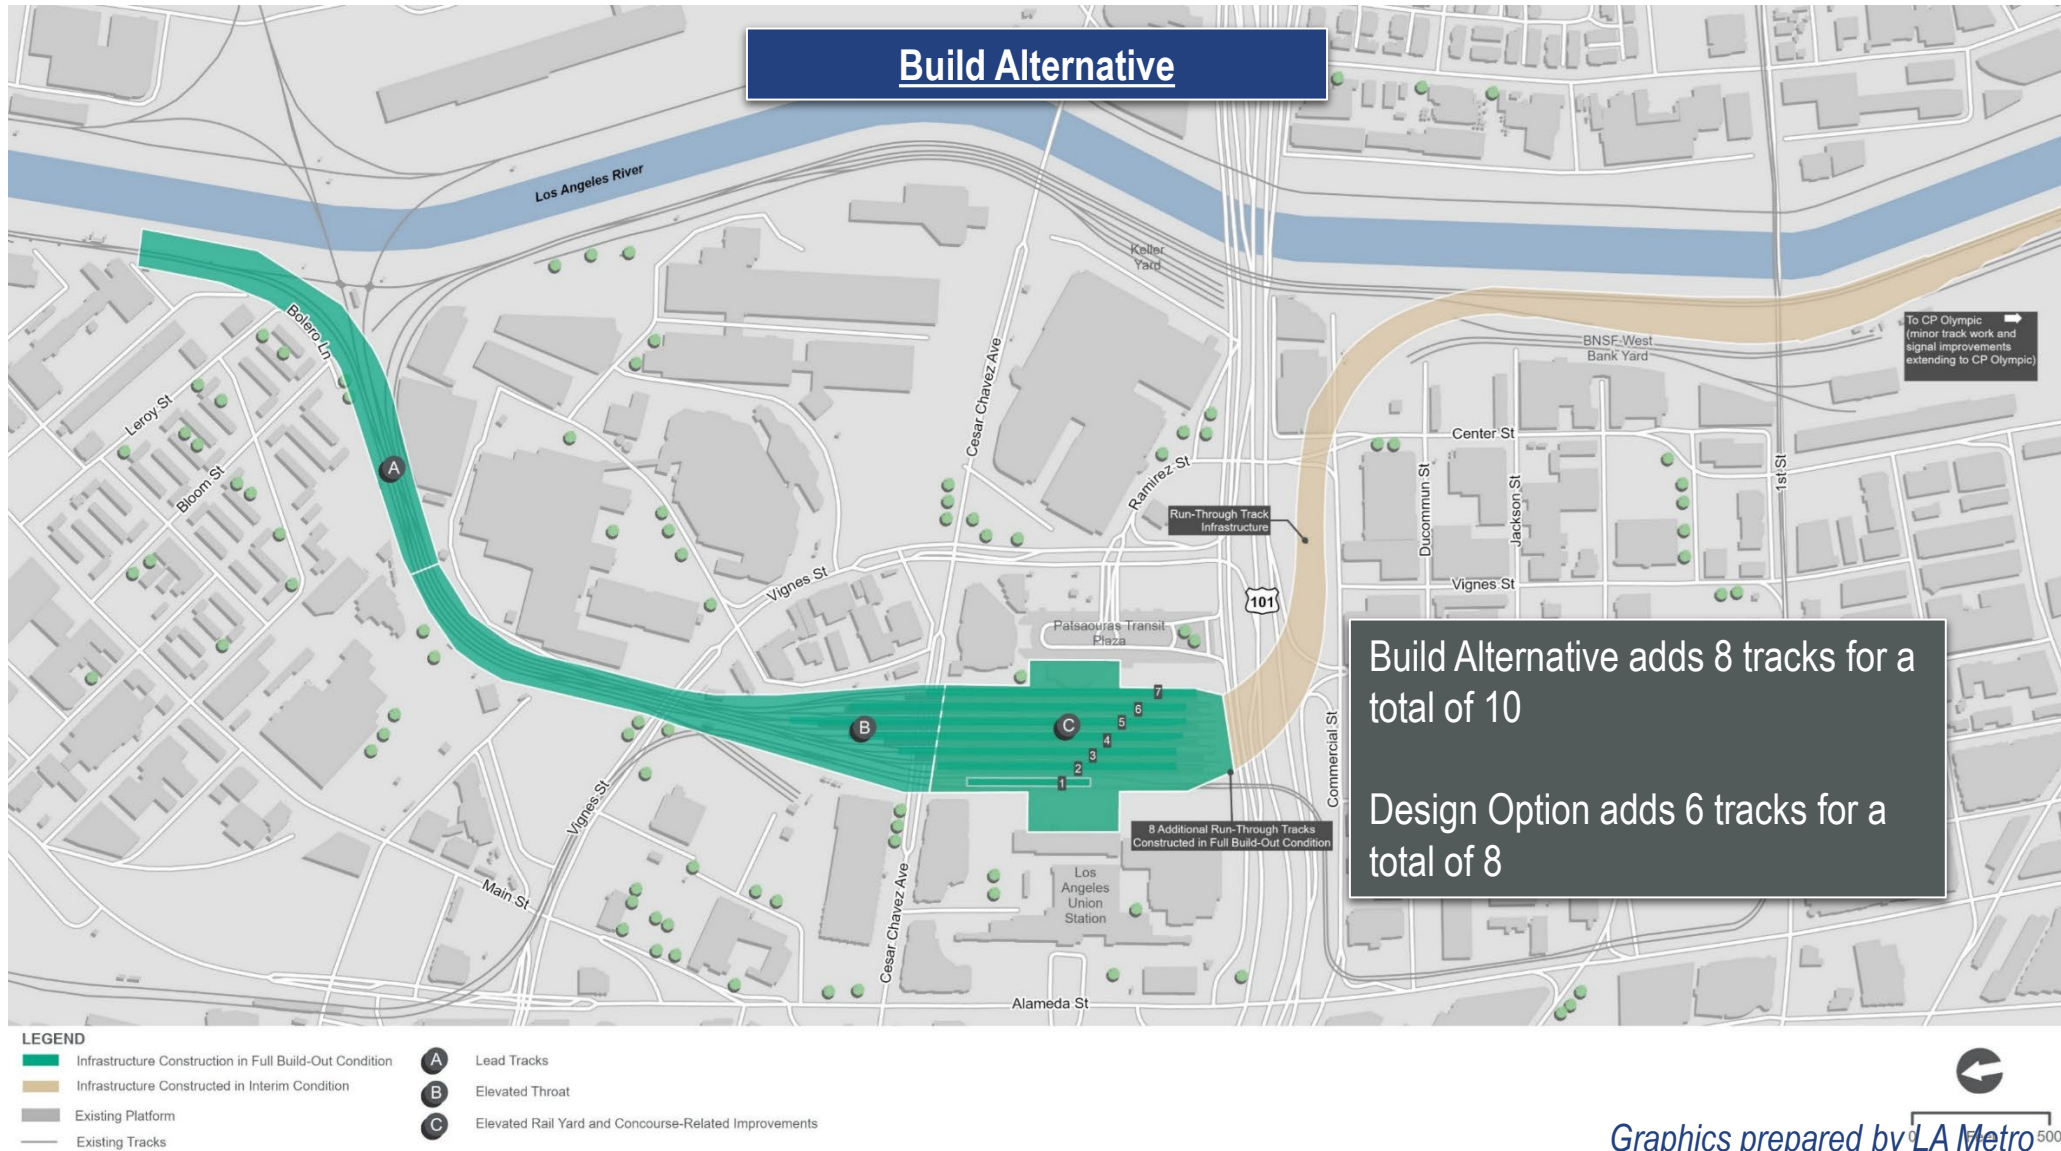 Build Alternative
Los Angeles River
Keller
Yard
Bolero Ln
Leroy St
Bloom St
Cesar Chavez Ave
Ramirez St
To CP Olympic
(minor track work and
signal improvements
extending to CP Olympic)
BNSF West
Bank Yard
Center St
Ducommun St
Jackson St
1st St
A
Run-Through Track
Infrastructure
Vignes St
Vignes St
101
Patsaouras Transit
Plaza
7
6
5
4
3
2
1
B
C
Commercial St
Build Alternative adds 8 tracks for a
total of 10
Design Option adds 6 tracks for a
total of 8
8 Additional Run-Through Tracks
Constructed in Full Build-Out Condition
Vignes St
Main St
Cesar Chavez Ave
Los
Angeles
Union
Station
Alameda St
LEGEND
Infrastructure Construction in Full Build-Out Condition
Infrastructure Constructed in Interim Condition
Existing Platform
Existing Tracks
A Lead Tracks
B Elevated Throat
C Elevated Rail Yard and Concourse-Related Improvements
0 Feet 500
Graphics prepared by LA Metro